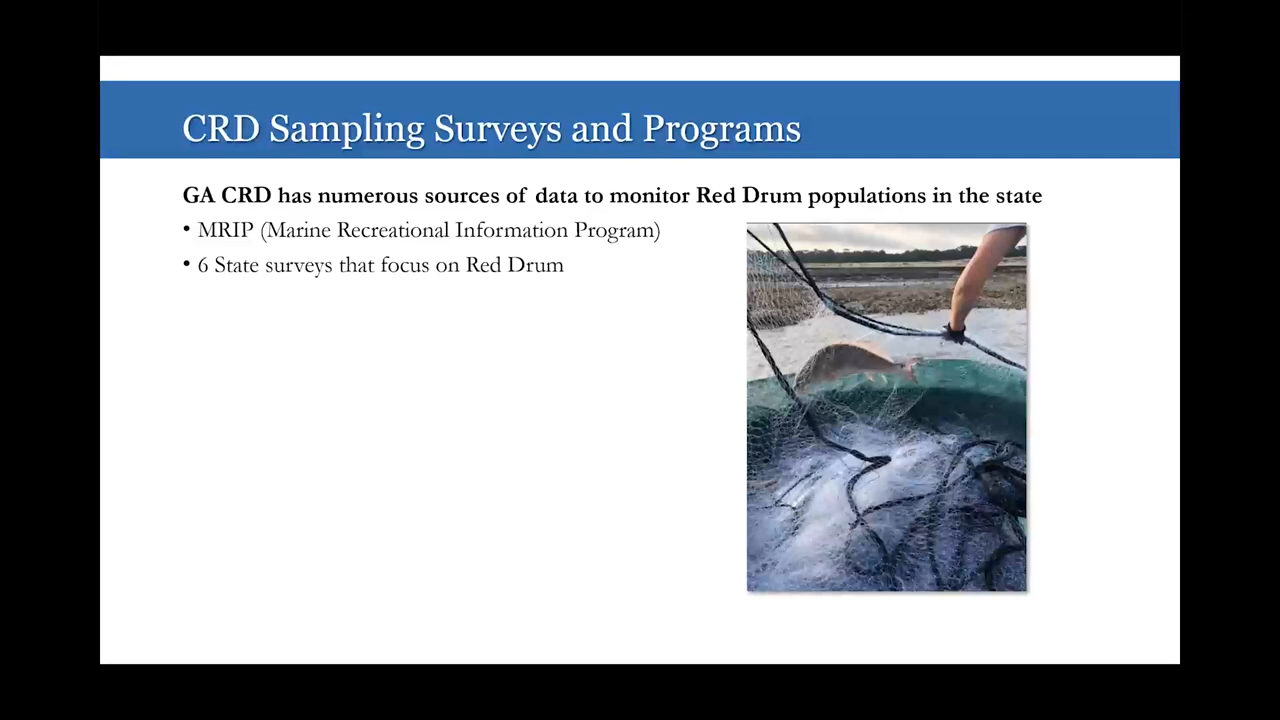 CRD Sampling Surveys and Programs
GA CRD has numerous sources of data to monitor Red Drum populations in the state
• MRIP (Marine Recreational Information Program)
• 6 State surveys that focus on Red Drum